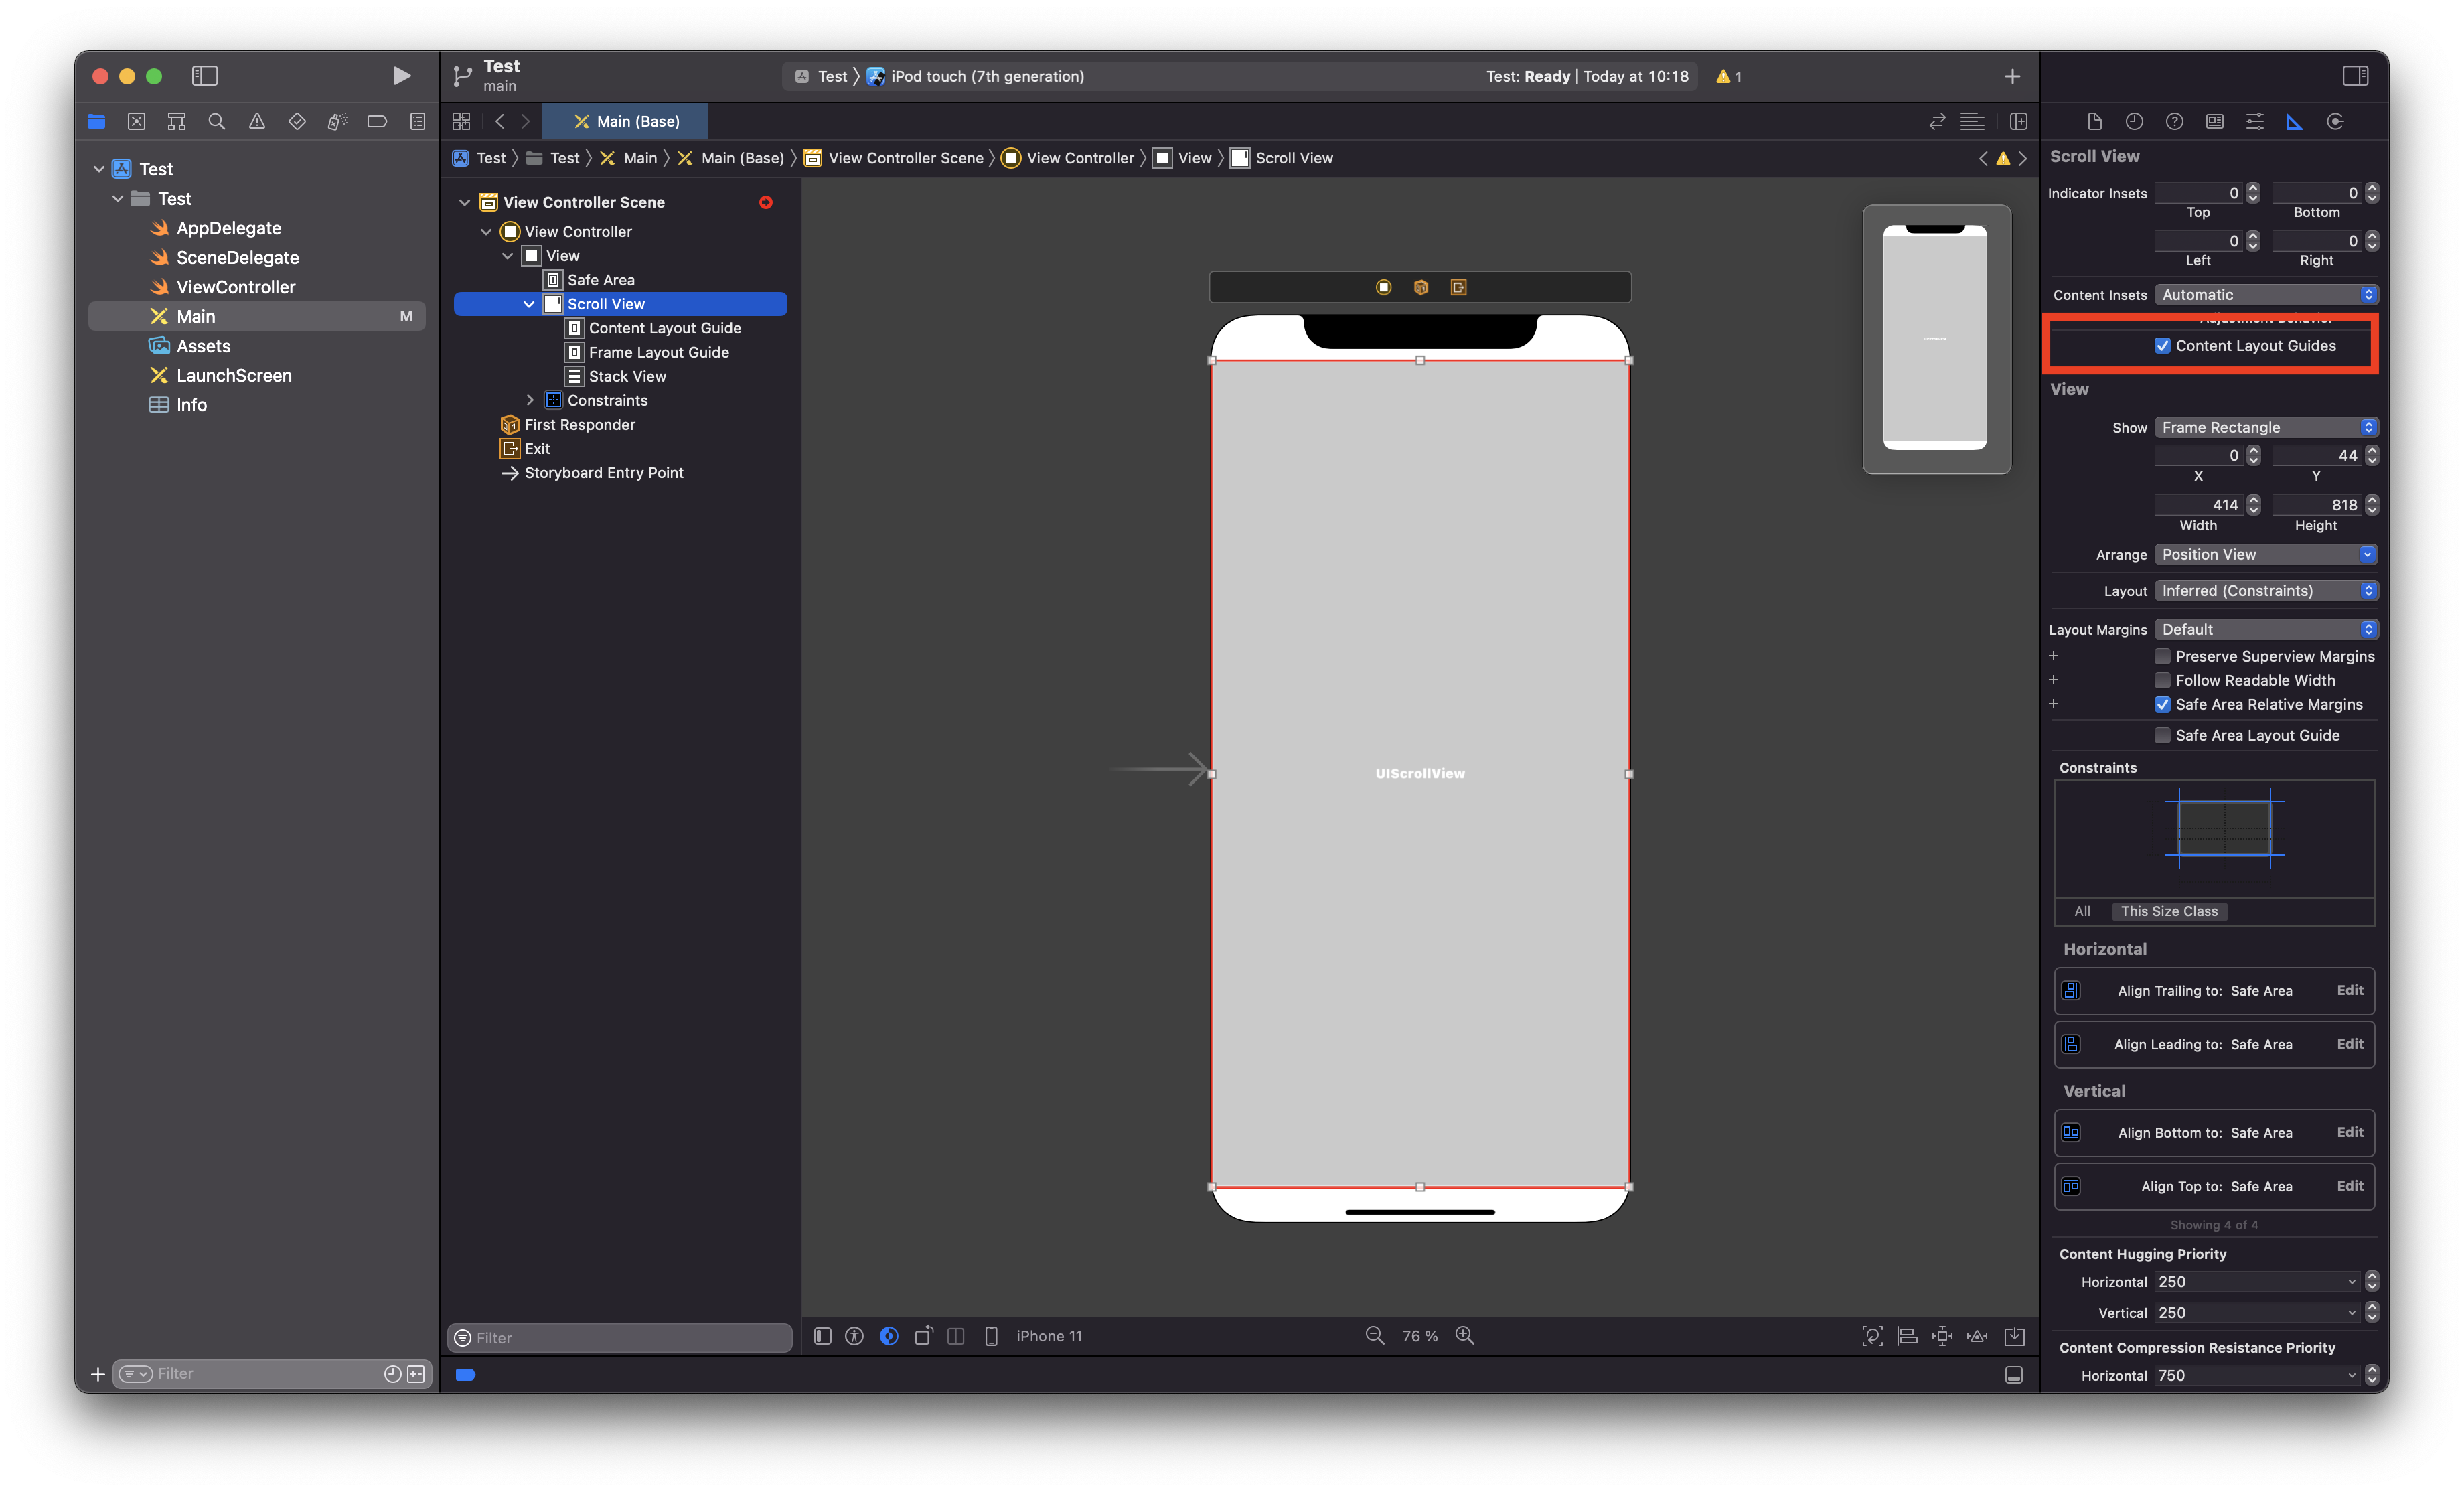 Test
main
Test
iPod touch (7th generation)
Test: Ready | Today at 10:18
1
Main (Base)
Test
Test
Main
Main (Base)
View Controller Scene
View Controller
View
Scroll View
Test
Test
AppDelegate
SceneDelegate
ViewController
Main M
Assets
LaunchScreen
Info
Filter
View Controller Scene
View Controller
View
Safe Area
Scroll View
Content Layout Guide
Frame Layout Guide
Stack View
Constraints
First Responder
Exit
Storyboard Entry Point
Filter
UIScrollView
iPhone 11
76 %
Scroll View
Indicator Insets 0 0
Top Bottom
0 0
Left Right
Content Insets Automatic
Adjustment Behavior
Content Layout Guides
View
Show Frame Rectangle
0 44
X Y
414 818
Width Height
Arrange Position View
Layout Inferred (Constraints)
Layout Margins Default
Preserve Superview Margins
Follow Readable Width
Safe Area Relative Margins
Safe Area Layout Guide
Constraints
All This Size Class
Horizontal
Align Trailing to: Safe Area Edit
Align Leading to: Safe Area Edit
Vertical
Align Bottom to: Safe Area Edit
Align Top to: Safe Area Edit
Showing 4 of 4
Content Hugging Priority
Horizontal 250
Vertical 250
Content Compression Resistance Priority
Horizontal 750